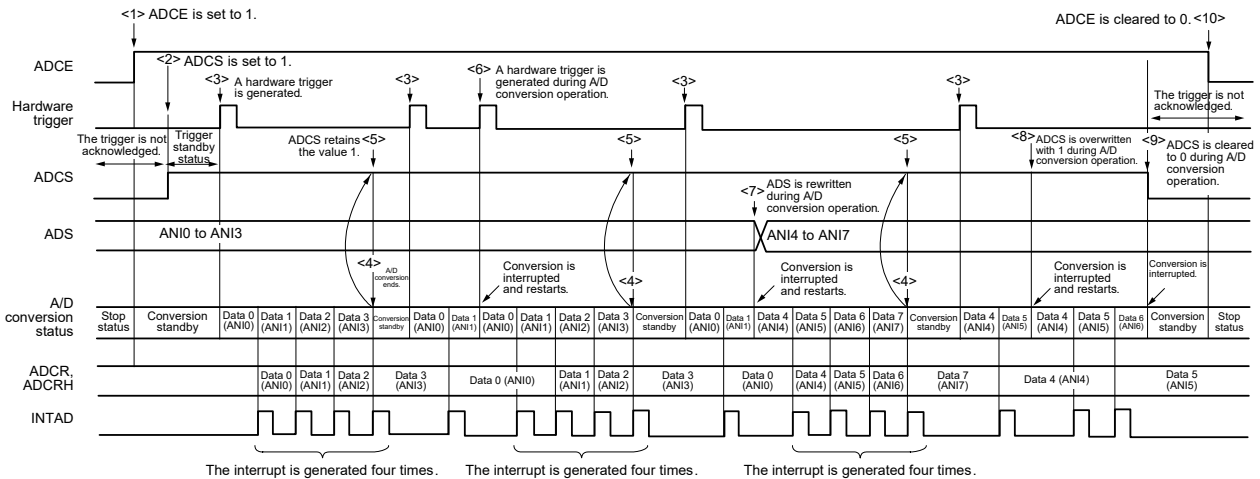 <1> ADCE is set to 1.
ADCE is cleared to 0. <10>
ADCE
<2> ADCS is set to 1.
<3> A hardware trigger
is generated.
<3>
<6> A hardware trigger is
generated during A/D
conversion operation.
<3>
<3>
The trigger is not
acknowledged.
Hardware
trigger
The trigger is not
acknowledged.
Trigger
standby
status
ADCS retains
the value 1.
<5>
<5>
<5>
<8> ADCS is overwritten
with 1 during A/D
conversion operation.
<9> ADCS is cleared
to 0 during A/D
conversion
operation.
ADCS
<7> ADS is rewritten
during A/D
conversion operation.
ADS
ANI0 to ANI3
ANI4 to ANI7
<4> A/D
conversion
ends.
Conversion is
interrupted
and restarts.
<4>
Conversion is
interrupted
and restarts.
<4>
Conversion is
interrupted
and restarts.
Conversion is
interrupted.
A/D
conversion
status
Stop
status
Conversion
standby
Data 0
(ANI0)
Data 1
(ANI1)
Data 2
(ANI2)
Data 3
(ANI3)
Conversion
standby
Data 0
(ANI0)
Data 1
(ANI1)
Data 0
(ANI0)
Data 1
(ANI1)
Data 2
(ANI2)
Data 3
(ANI3)
Conversion
standby
Data 0
(ANI0)
Data 1
(ANI1)
Data 4
(ANI4)
Data 5
(ANI5)
Data 6
(ANI6)
Data 7
(ANI7)
Conversion
standby
Data 4
(ANI4)
Data 5
(ANI5)
Data 4
(ANI4)
Data 5
(ANI5)
Data 6
(ANI6)
Conversion
standby
Stop
status
ADCR,
ADCRH
Data 0
(ANI0)
Data 1
(ANI1)
Data 2
(ANI2)
Data 3
(ANI3)
Data 0 (ANI0)
Data 1
(ANI1)
Data 2
(ANI2)
Data 3
(ANI3)
Data 0
(ANI0)
Data 4
(ANI4)
Data 5
(ANI5)
Data 6
(ANI6)
Data 7
(ANI7)
Data 4 (ANI4)
Data 5
(ANI5)
INTAD
The interrupt is generated four times.
The interrupt is generated four times.
The interrupt is generated four times.